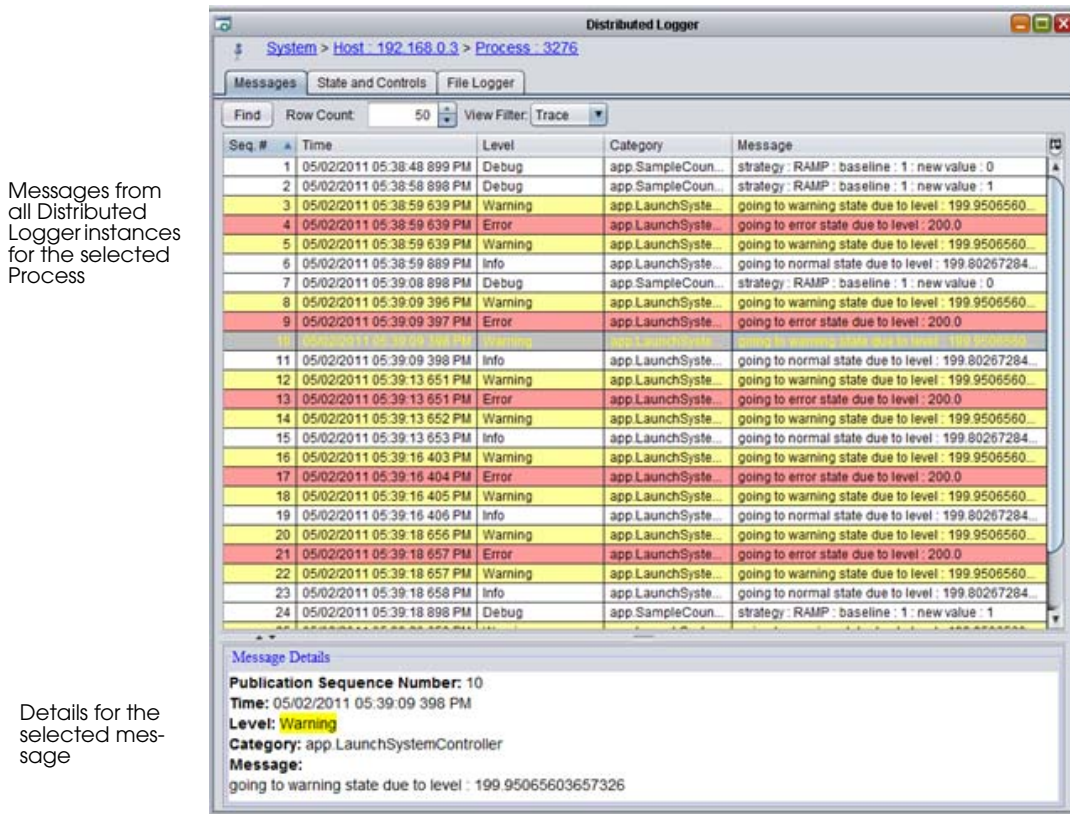 Distributed Logger
System > Host : 192.168.0.3 > Process : 3276
Messages State and Controls File Logger
Find Row Count: 50 View Filter: Trace
Seq. # Time Level Category Message
1 05/02/2011 05:38:48 899 PM Debug app.SampleCoun... strategy : RAMP : baseline : 1 : new value : 0
2 05/02/2011 05:38:58 898 PM Debug app.SampleCoun... strategy : RAMP : baseline : 1 : new value : 1
3 05/02/2011 05:38:59 639 PM Warning app.LaunchSyste... going to warning state due to level : 199.9506560...
4 05/02/2011 05:38:59 639 PM Error app.LaunchSyste... going to error state due to level : 200.0
5 05/02/2011 05:38:59 639 PM Warning app.LaunchSyste... going to warning state due to level : 199.9506560...
6 05/02/2011 05:38:59 889 PM Info app.LaunchSyste... going to normal state due to level : 199.80267284...
7 05/02/2011 05:39:08 898 PM Debug app.SampleCoun... strategy : RAMP : baseline : 1 : new value : 0
8 05/02/2011 05:39:09 396 PM Warning app.LaunchSyste... going to warning state due to level : 199.9506560...
9 05/02/2011 05:39:09 397 PM Error app.LaunchSyste... going to error state due to level : 200.0
10 05/02/2011 05:39:09 398 PM Warning app.LaunchSyste... going to warning state due to level : 199.9506560...
11 05/02/2011 05:39:09 398 PM Info app.LaunchSyste... going to normal state due to level : 199.80267284...
12 05/02/2011 05:39:13 651 PM Warning app.LaunchSyste... going to warning state due to level : 199.9506560...
13 05/02/2011 05:39:13 651 PM Error app.LaunchSyste... going to error state due to level : 200.0
14 05/02/2011 05:39:13 652 PM Warning app.LaunchSyste... going to warning state due to level : 199.9506560...
15 05/02/2011 05:39:13 653 PM Info app.LaunchSyste... going to normal state due to level : 199.80267284...
16 05/02/2011 05:39:16 403 PM Warning app.LaunchSyste... going to warning state due to level : 199.9506560...
17 05/02/2011 05:39:16 404 PM Error app.LaunchSyste... going to error state due to level : 200.0
18 05/02/2011 05:39:16 405 PM Warning app.LaunchSyste... going to warning state due to level : 199.9506560...
19 05/02/2011 05:39:16 406 PM Info app.LaunchSyste... going to normal state due to level : 199.80267284...
20 05/02/2011 05:39:18 656 PM Warning app.LaunchSyste... going to warning state due to level : 199.9506560...
21 05/02/2011 05:39:18 657 PM Error app.LaunchSyste... going to error state due to level : 200.0
22 05/02/2011 05:39:18 657 PM Warning app.LaunchSyste... going to warning state due to level : 199.9506560...
23 05/02/2011 05:39:18 658 PM Info app.LaunchSyste... going to normal state due to level : 199.80267284...
24 05/02/2011 05:39:18 898 PM Debug app.SampleCoun... strategy : RAMP : baseline : 1 : new value : 1
Messages from
all Distributed
Logger instances
for the selected
Process
Message Details
Publication Sequence Number: 10
Time: 05/02/2011 05:39:09 398 PM
Level: Warning
Category: app.LaunchSystemController
Message:
going to warning state due to level : 199.95065603657326
Details for the
selected mes-
sage